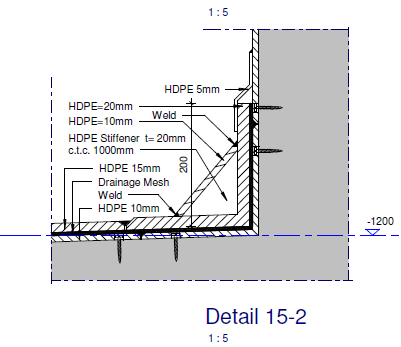 1 : 5
HDPE 5mm
HDPE=20mm
Weld
HDPE=10mm
HDPE Stiffener t= 20mm
c.t.c. 1000mm
200
HDPE 15mm
Drainage Mesh
Weld
HDPE 10mm
-1200
Detail 15-2
1 : 5